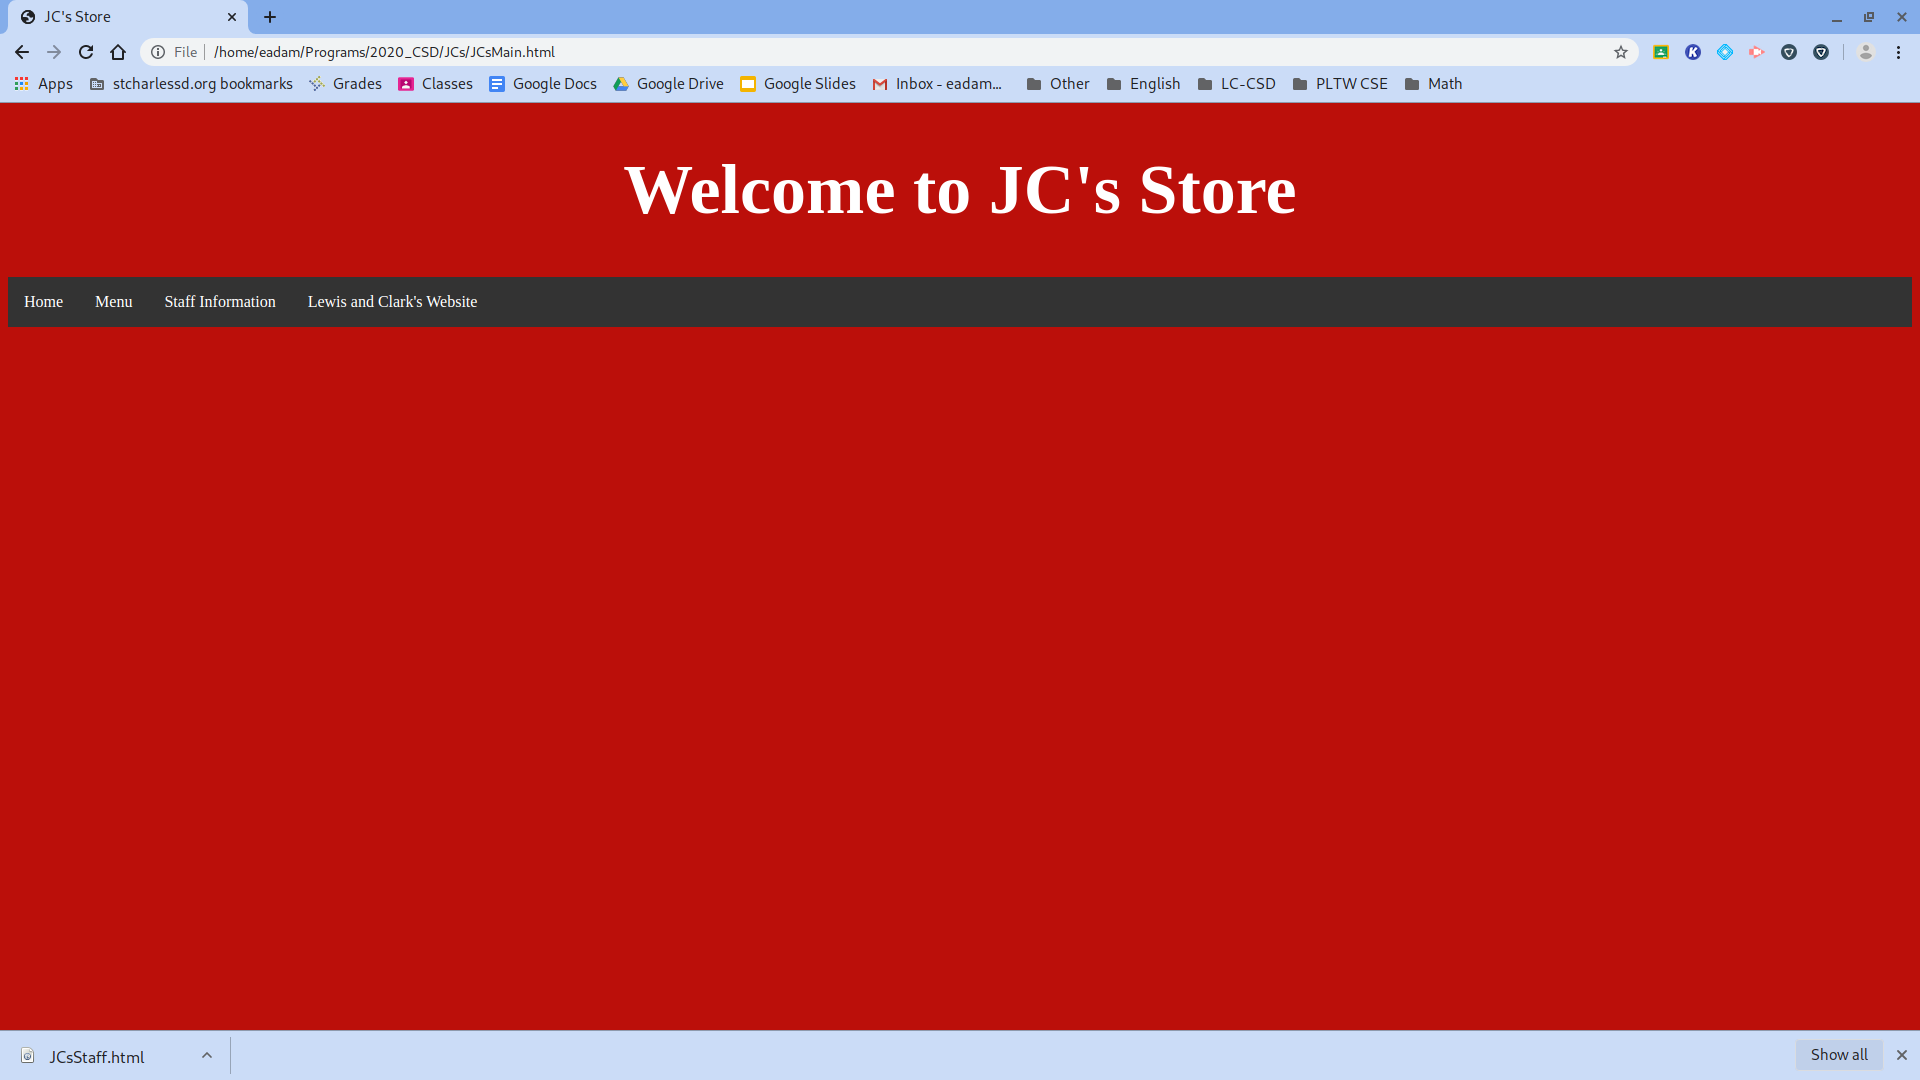 JC's Store
File /home/eadam/Programs/2020_CSD/JCs/JCsMain.html
Apps stcharlessd.org bookmarks Grades Classes Google Docs Google Drive Google Slides Inbox - eadam... Other English LC-CSD PLTW CSE Math
Welcome to JC's Store
Home Menu Staff Information Lewis and Clark's Website
JCsStaff.html Show all